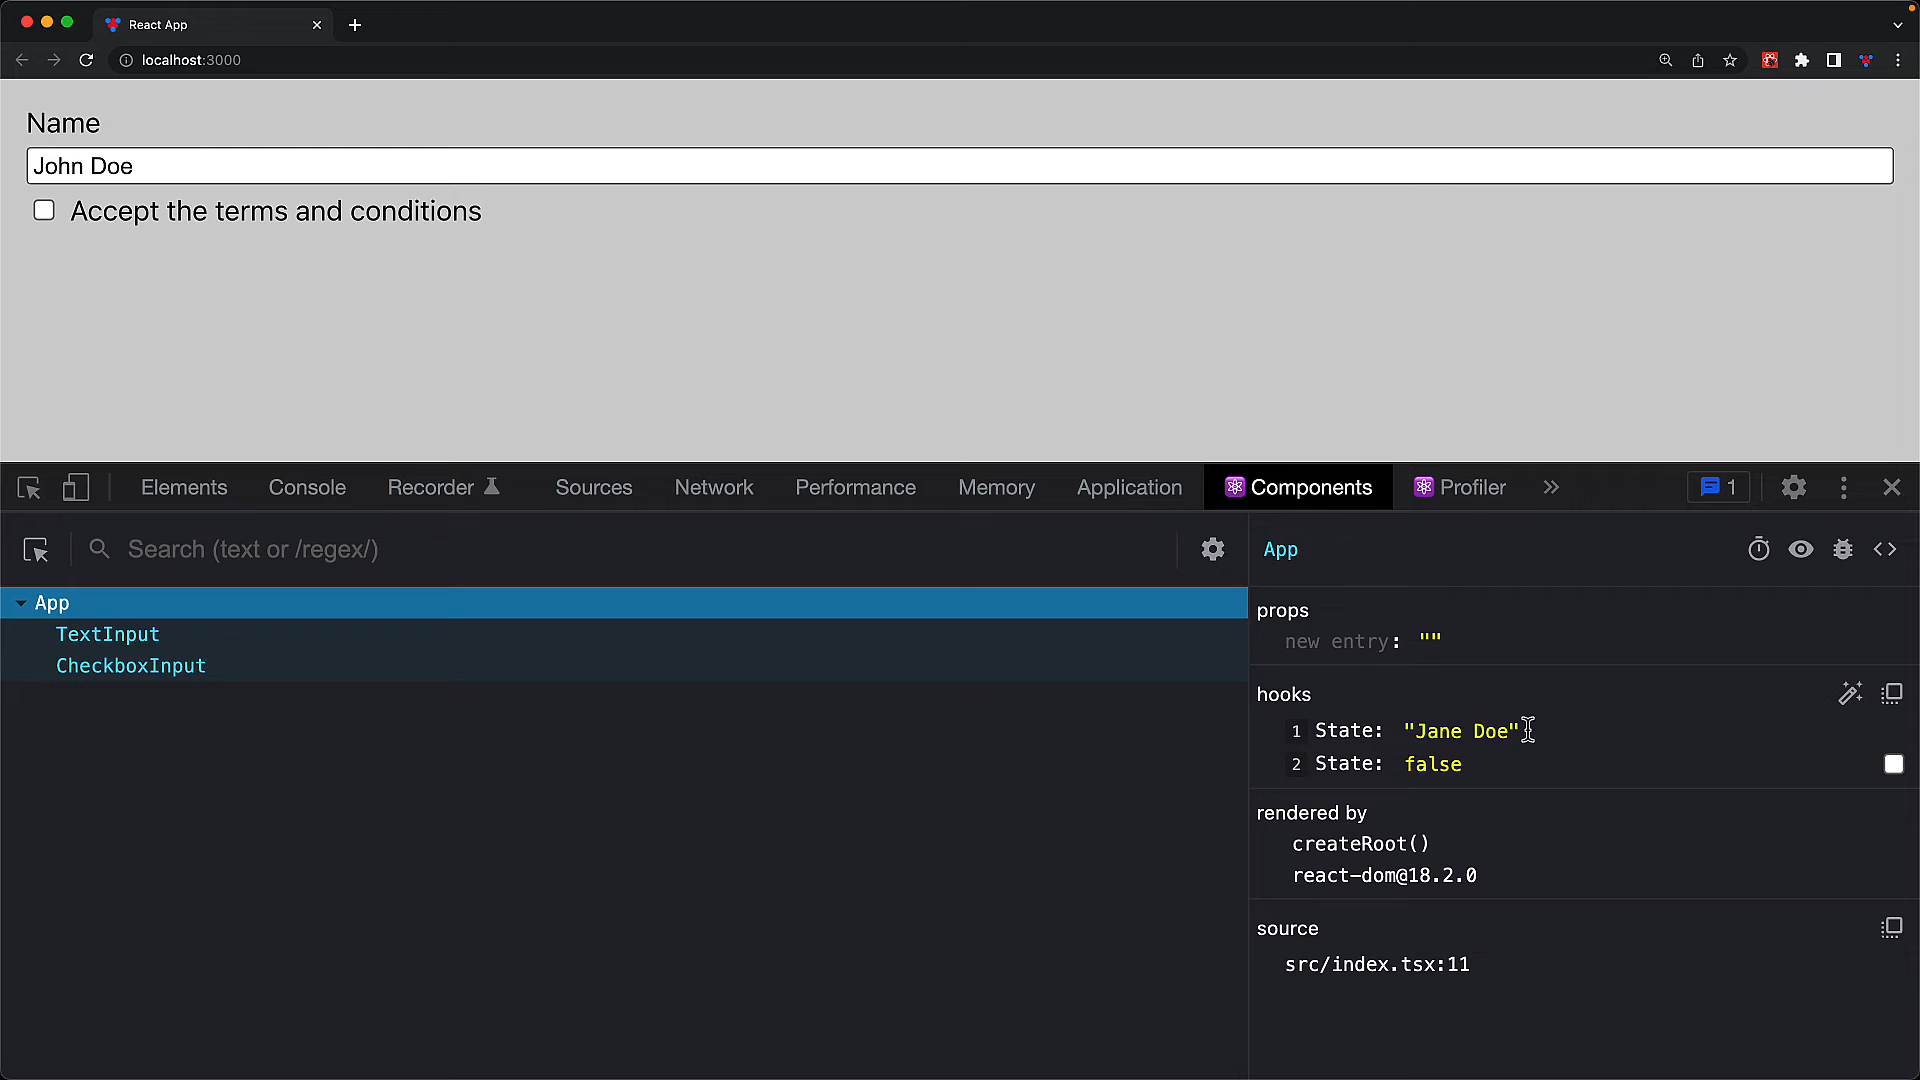 React App
localhost:3000
Name
John Doe
Accept the terms and conditions
Elements Console Recorder Sources Network Performance Memory Application Components Profiler 1
Search (text or /regex/) App
App
TextInput
CheckboxInput
props
new entry: ""
hooks
1 State: "Jane Doe"
2 State: false
rendered by
createRoot()
react-dom@18.2.0
source
src/index.tsx:11